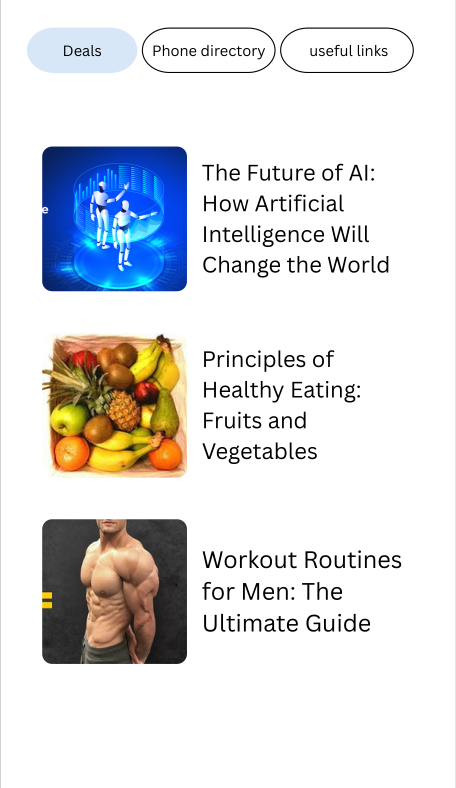 Deals
Phone directory
useful links
The Future of AI:
How Artificial
Intelligence Will
Change the World
e
Principles of
Healthy Eating:
Fruits and
Vegetables
Workout Routines
for Men: The
Ultimate Guide